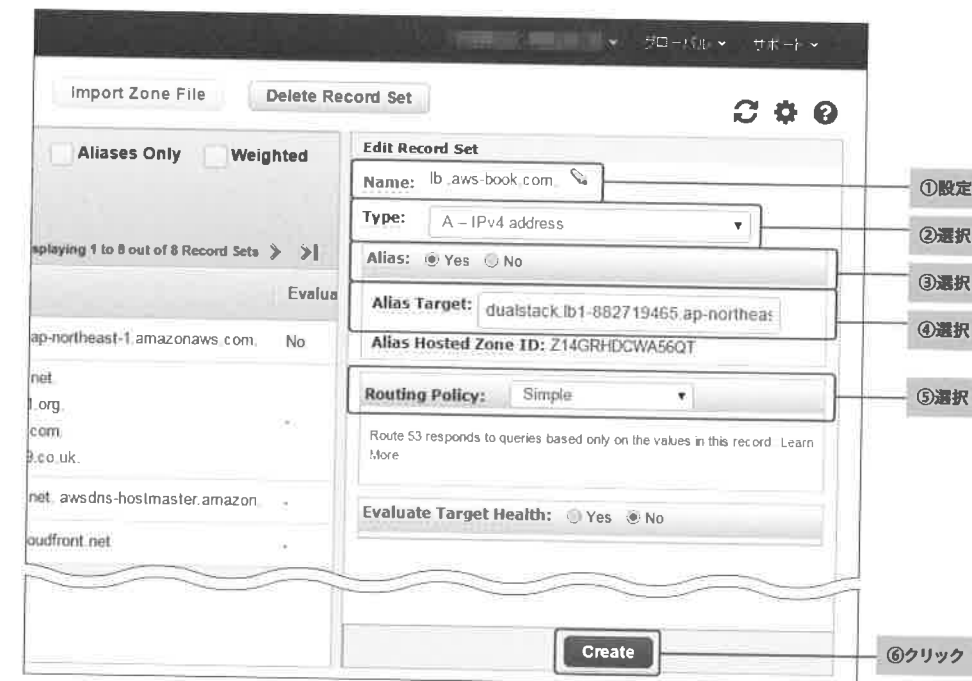 グローバル サポート
Import Zone File Delete Record Set
Aliases Only Weighted
splaying 1 to 8 out of 8 Record Sets
Evalua
ap-northeast-1.amazonaws.com. No
net.
1.org.
com.
9.co.uk.
-
net. awsdns-hostmaster.amazon. -
oudfront.net -
Edit Record Set
Name: lb .aws-book.com.
Type: A – IPv4 address
Alias: Yes No
Alias Target: dualstack.lb1-882719465.ap-northeas
Alias Hosted Zone ID: Z14GRHDCWA56QT
Routing Policy: Simple
Route 53 responds to queries based only on the values in this record. Learn
More
Evaluate Target Health: Yes No
Create
①設定
②選択
③選択
④選択
⑤選択
⑥クリック